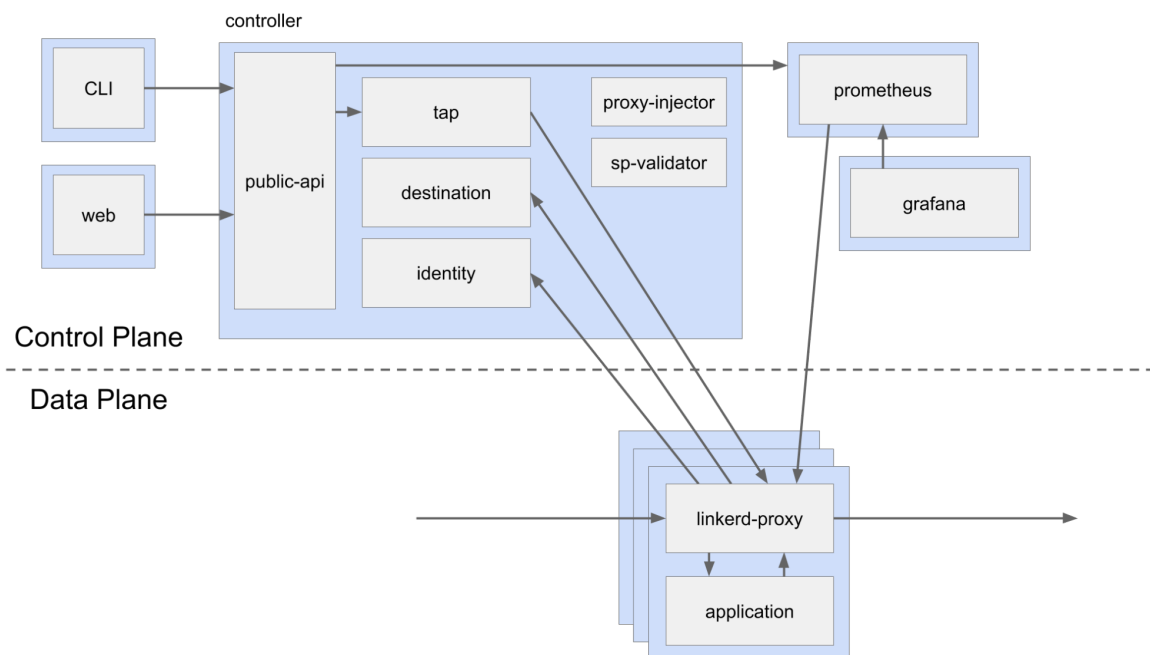 controller
CLI
web
public-api
tap
destination
identity
proxy-injector
sp-validator
prometheus
grafana
Control Plane
Data Plane
linkerd-proxy
application